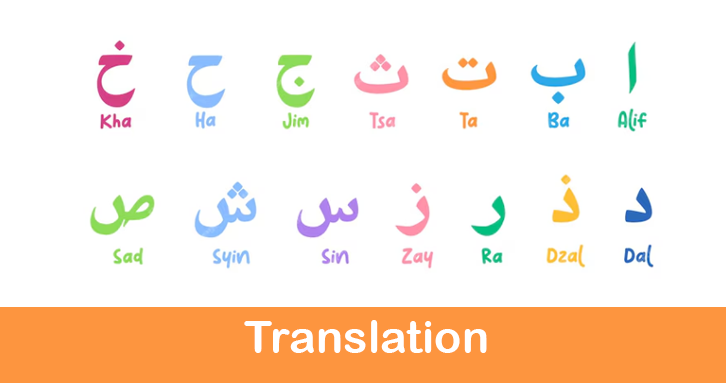 ا ب ت ث ج ح خ
Alif Ba Ta Tsa Jim Ha Kha
د ذ ر ز س ش ص
Dal Dzal Ra Zay Sin Syin Sad
Translation